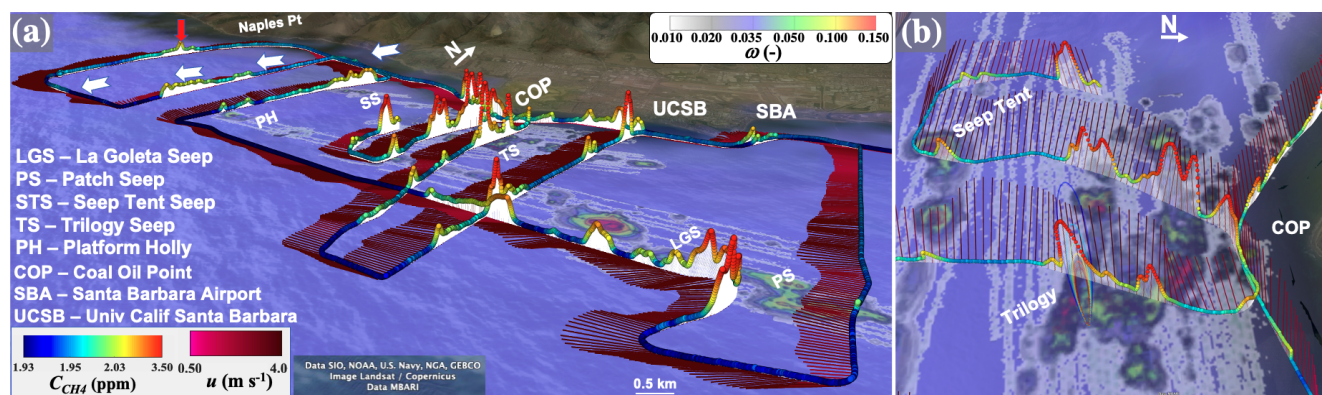 (a)
Naples Pt
N
0.010 0.020 0.035 0.050 0.100 0.150
ω (-)
SS
COP
UCSB
SBA
PH
TS
LGS
PS
LGS – La Goleta Seep
PS – Patch Seep
STS – Seep Tent Seep
TS – Trilogy Seep
PH – Platform Holly
COP – Coal Oil Point
SBA – Santa Barbara Airport
UCSB – Univ Calif Santa Barbara
1.93 1.95 2.03 3.50
C_CH4 (ppm)
0.50 4.0
u (m s⁻¹)
Data SIO, NOAA, U.S. Navy, NGA, GEBCO
Image Landsat / Copernicus
Data MBARI
0.5 km
(b)
N
Seep Tent
COP
Trilogy